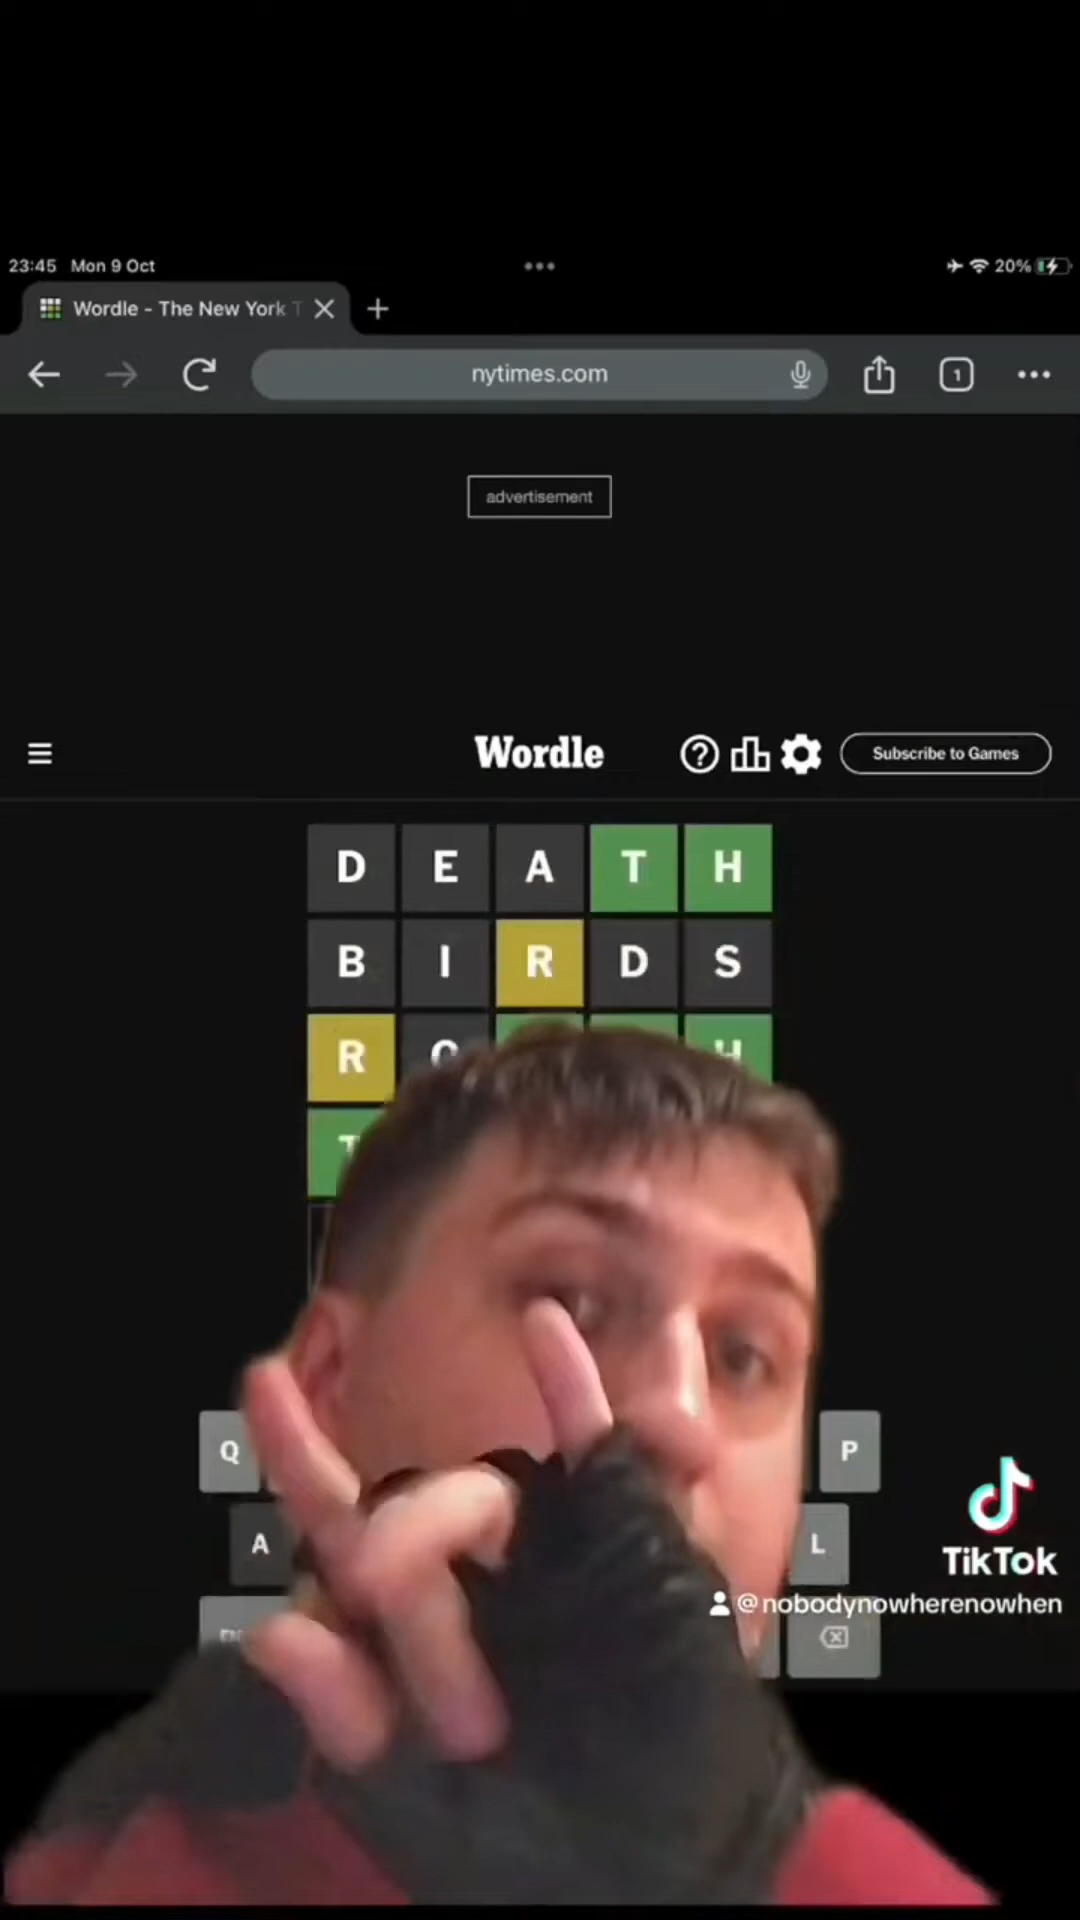 23:45 Mon 9 Oct
20%
Wordle - The New York T
nytimes.com
1
advertisement
Wordle
Subscribe to Games
D E A T H
B I R D S
R H
T
Q P
A L
TikTok
@nobodynowherenowhen